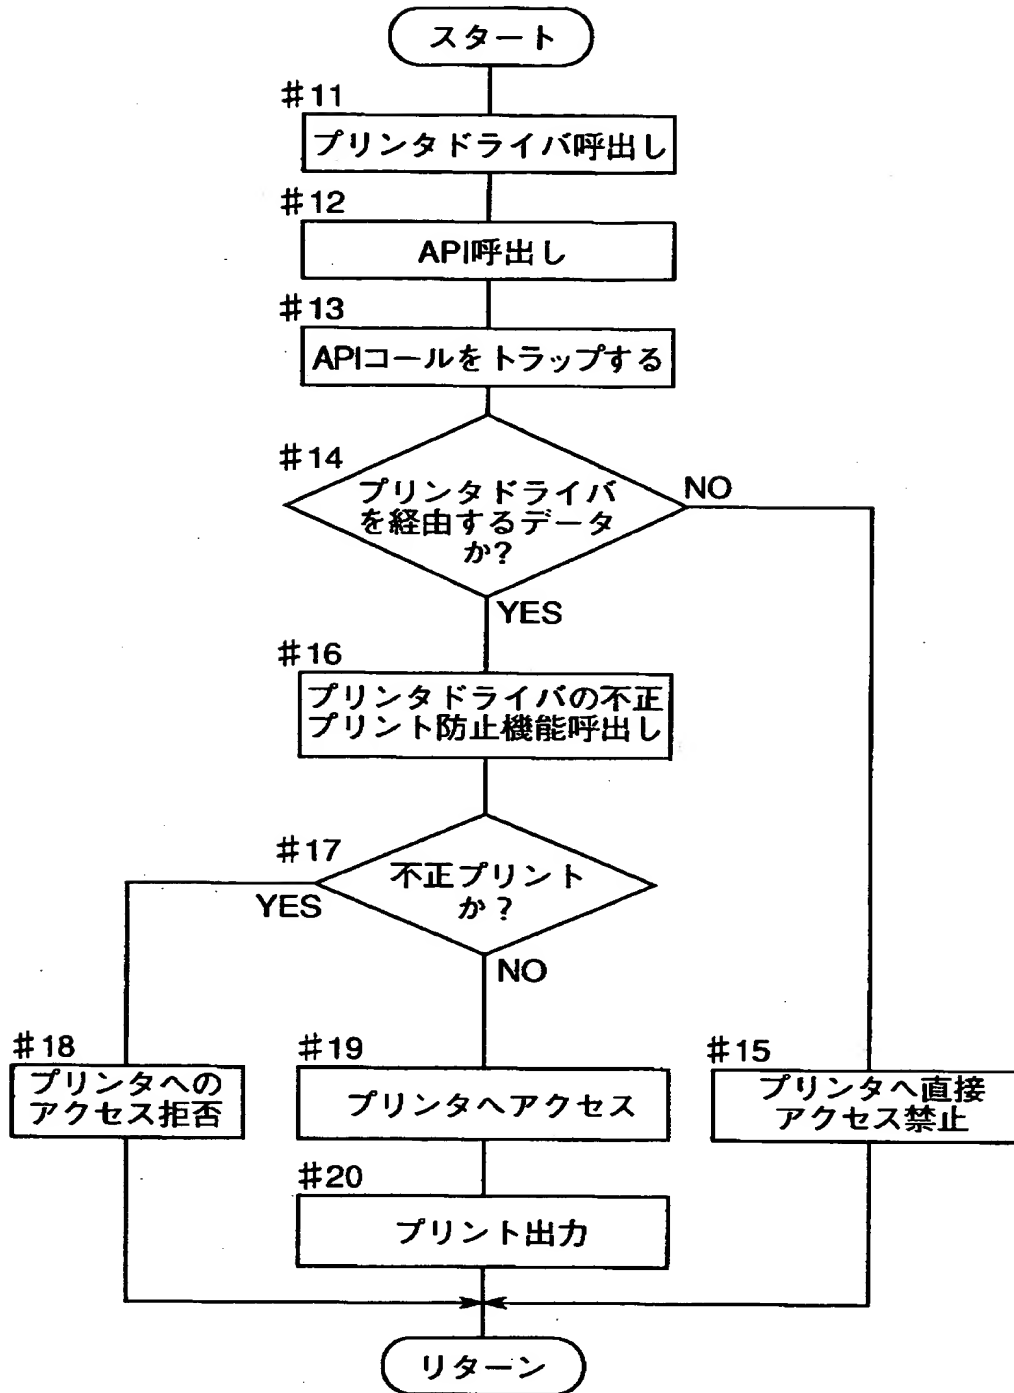 スタート
#11
プリンタドライバ呼出し
#12
API呼出し
#13
APIコールをトラップする
#14
プリンタドライバ
を経由するデータ
か?
NO
YES
#16
プリンタドライバの不正
プリント防止機能呼出し
#17
不正プリント
か?
YES
NO
#18
プリンタへの
アクセス拒否
#19
プリンタへアクセス
#15
プリンタへ直接
アクセス禁止
#20
プリント出力
リターン